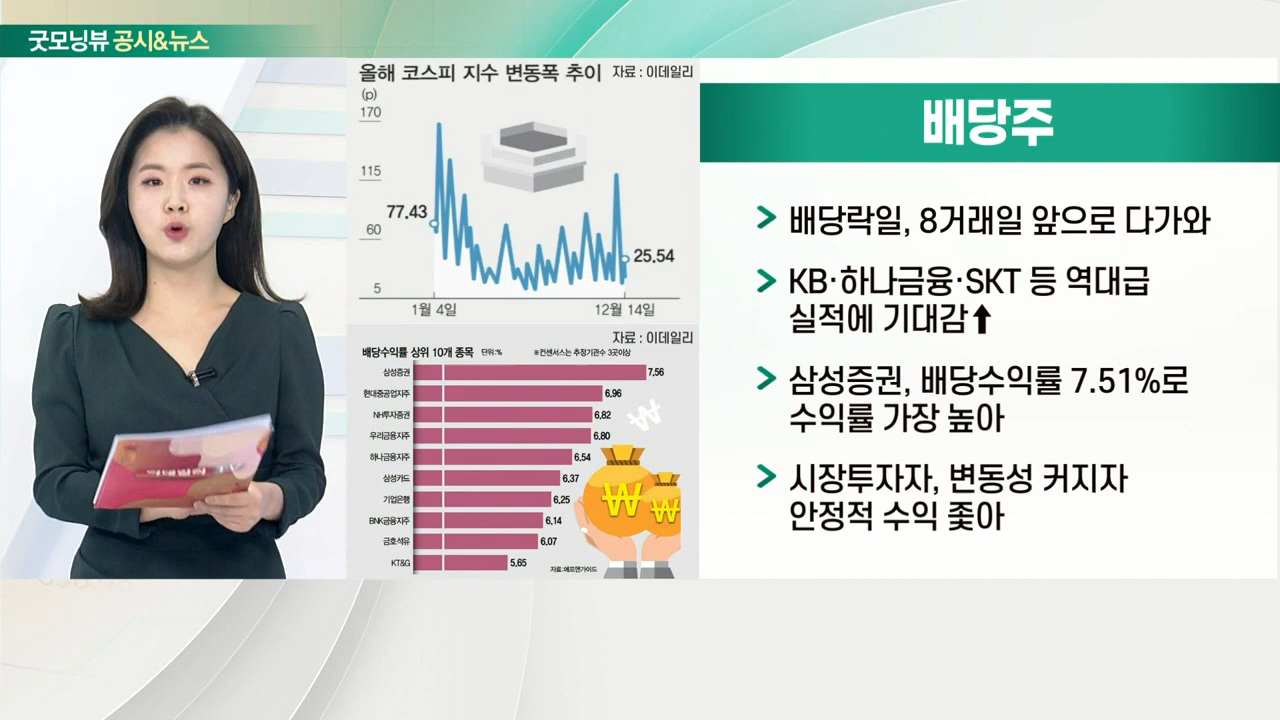 굿모닝뷰 공시&뉴스
올해 코스피 지수 변동폭 추이 자료 : 이데일리
(p)
170
115
77.43
60
25.54
5
1월 4일 12월 14일
자료 : 이데일리
배당수익률 상위 10개 종목 단위:% ※컨센서스는 추정기관수 3곳이상
삼성증권 7,56
현대중공업지주 6,96
NH투자증권 6,82
우리금융지주 6,80
하나금융지주 6,54
삼성카드 6,37
기업은행 6,25
BNK금융지주 6,14
금호석유 6,07
KT&G 5,65
자료:에프앤가이드
배당주
> 배당락일, 8거래일 앞으로 다가와
> KB·하나금융·SKT 등 역대급
실적에 기대감⬆
> 삼성증권, 배당수익률 7.51%로
수익률 가장 높아
> 시장투자자, 변동성 커지자
안정적 수익 좇아